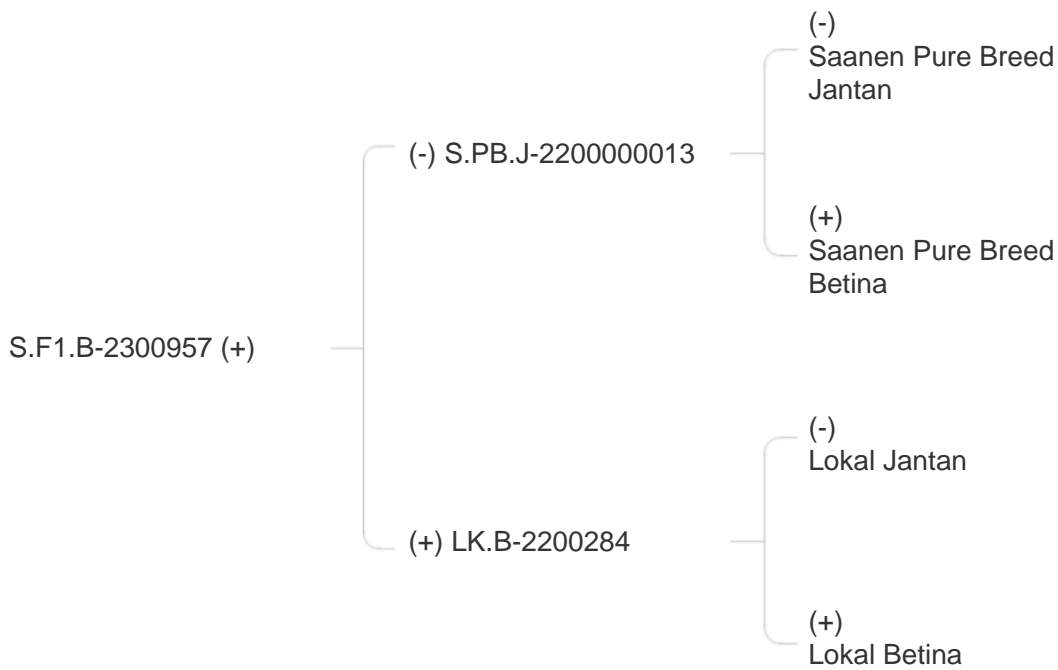 (-)
Saanen Pure Breed
Jantan
(-) S.PB.J-2200000013
(+)
Saanen Pure Breed
Betina
S.F1.B-2300957 (+)
(-)
Lokal Jantan
(+) LK.B-2200284
(+)
Lokal Betina